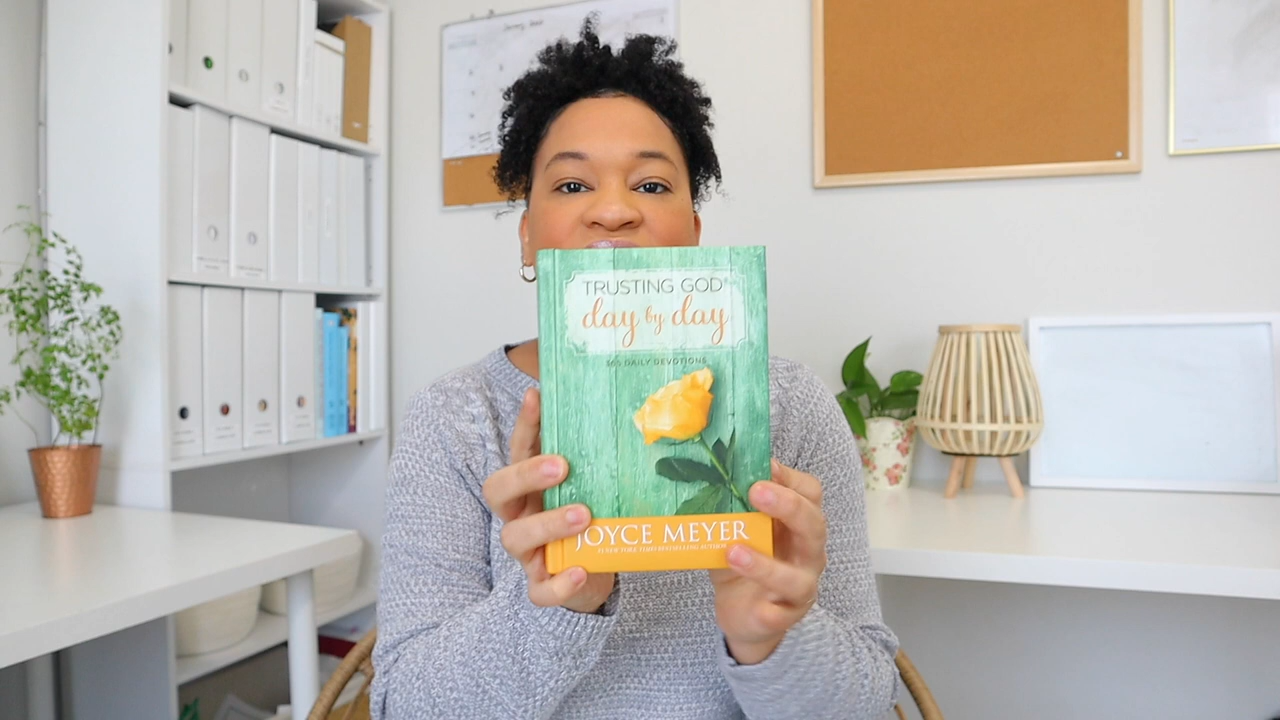 TRUSTING GOD®
day by day
365 DAILY DEVOTIONS
JOYCE MEYER
#1 NEW YORK TIMES BESTSELLING AUTHOR